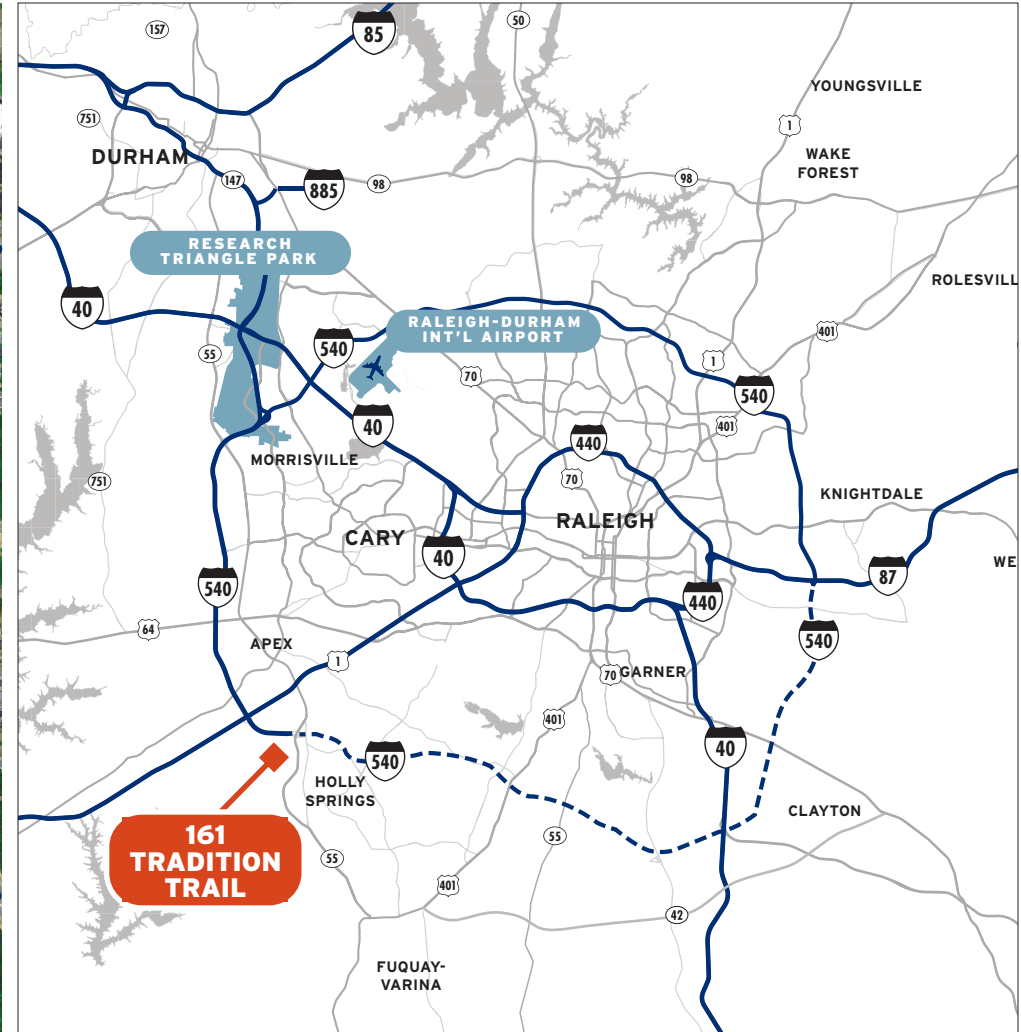 157
85
50
YOUNGSVILLE
751
1
DURHAM
WAKE
FOREST
147
885
98
98
RESEARCH
TRIANGLE PARK
ROLESVILL
40
RALEIGH-DURHAM
INT'L AIRPORT
401
540
55
1
70
540
40
401
440
MORRISVILLE
70
751
KNIGHTDALE
RALEIGH
CARY
40
WE
87
540
440
64
540
APEX
1
70
GARNER
401
40
540
HOLLY
SPRINGS
CLAYTON
161
TRADITION
TRAIL
55
55
401
42
FUQUAY-
VARINA